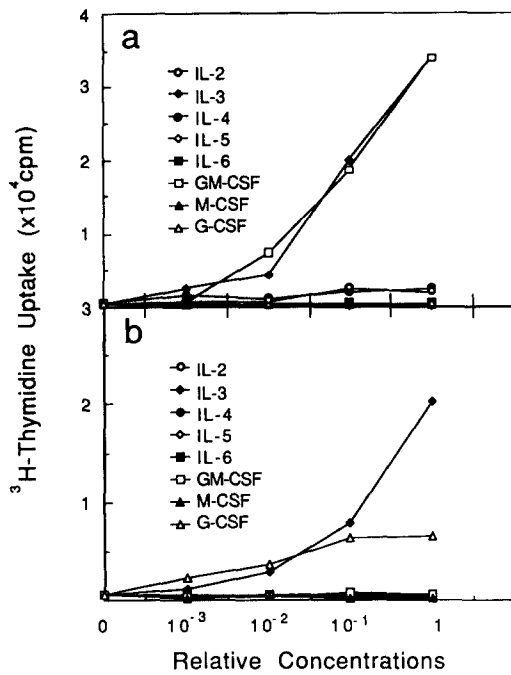 a
4
3
2
1
IL-2
IL-3
IL-4
IL-5
IL-6
GM-CSF
M-CSF
G-CSF
³H-Thymidine Uptake (x10⁴cpm)
b
3
2
1
IL-2
IL-3
IL-4
IL-5
IL-6
GM-CSF
M-CSF
G-CSF
0 10⁻³ 10⁻² 10⁻¹ 1
Relative Concentrations